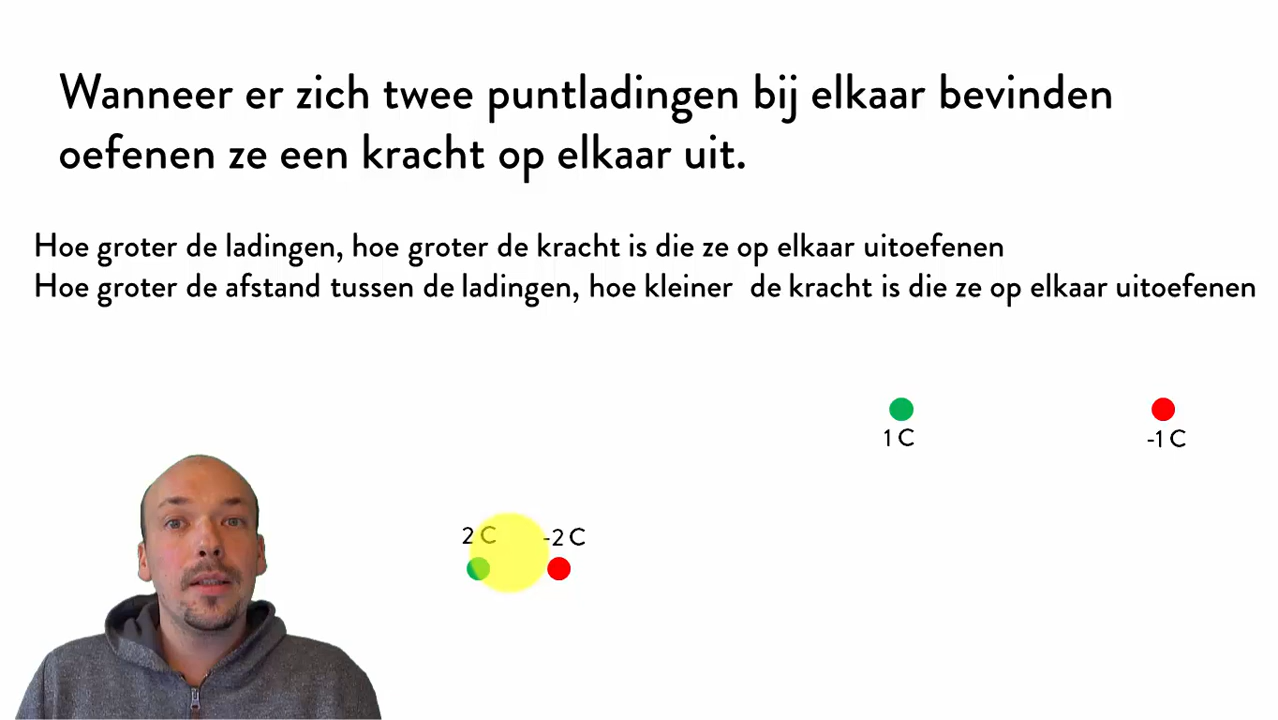 Wanneer er zich twee puntladingen bij elkaar bevinden
oefenen ze een kracht op elkaar uit.
Hoe groter de ladingen, hoe groter de kracht is die ze op elkaar uitoefenen
Hoe groter de afstand tussen de ladingen, hoe kleiner de kracht is die ze op elkaar uitoefenen
1 C
-1 C
2 C
-2 C